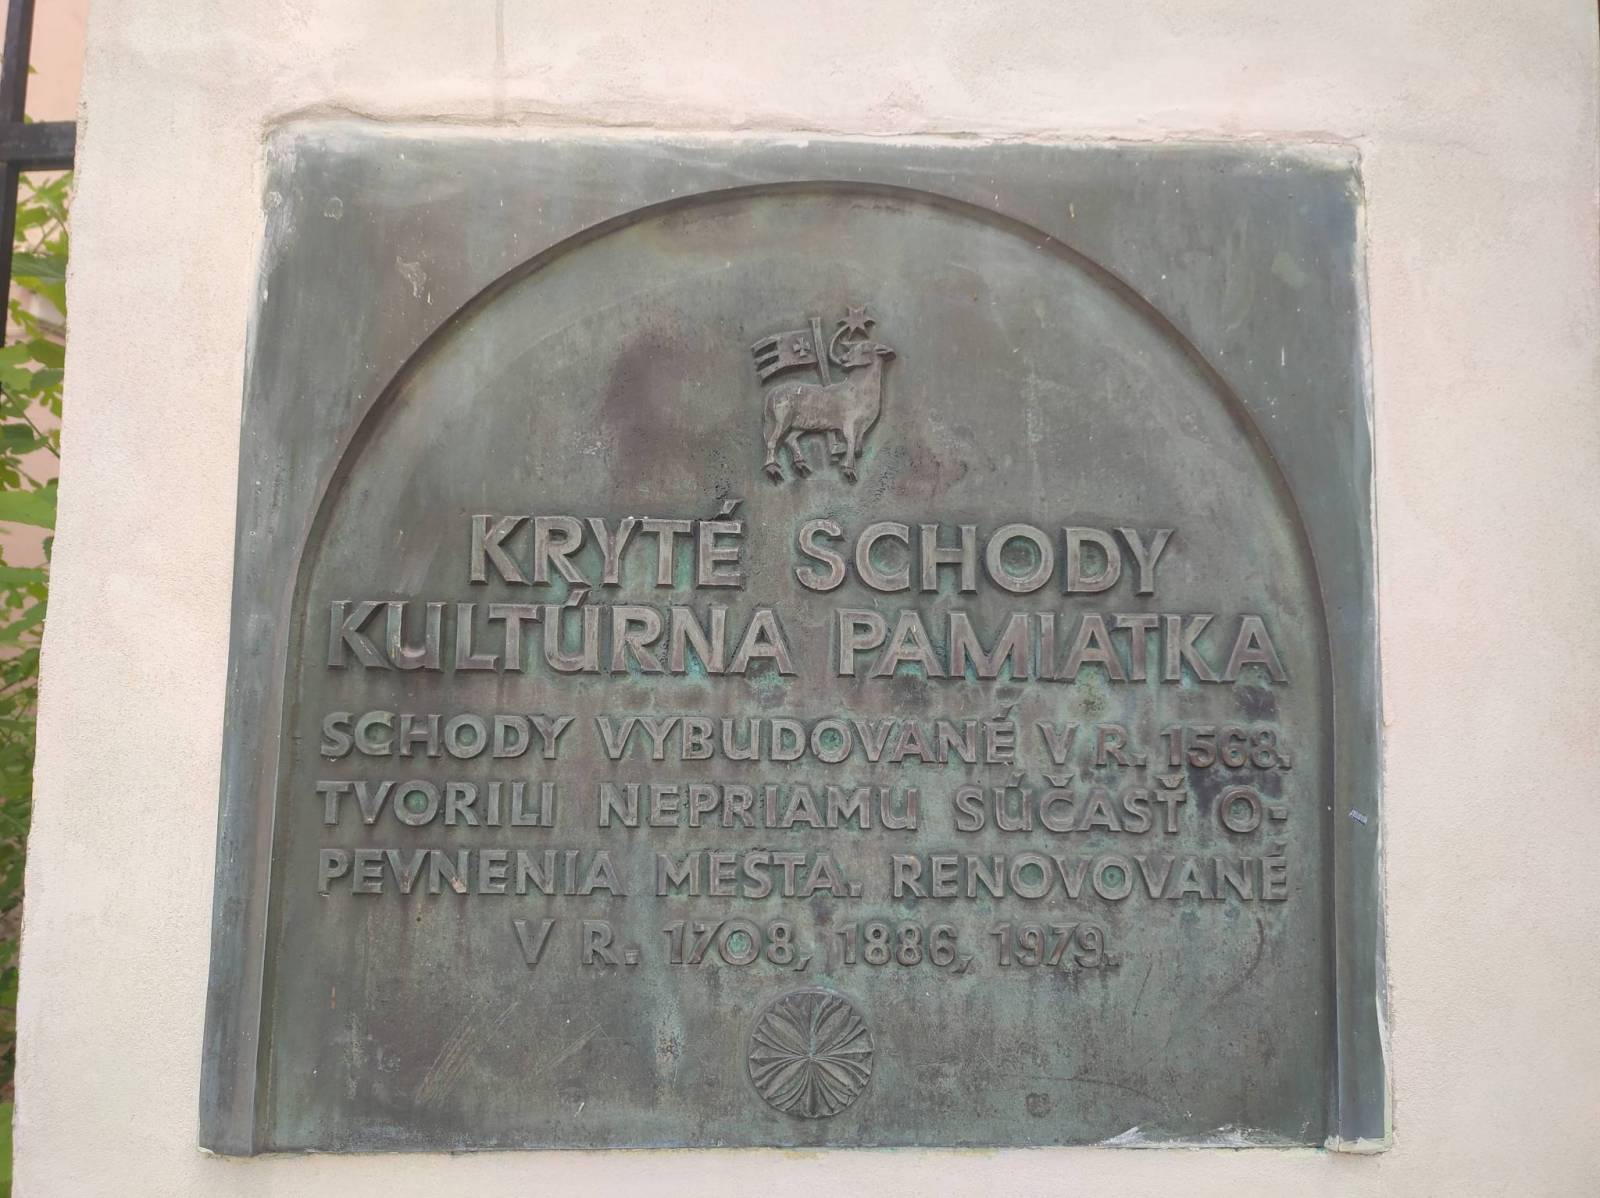 KRYTÉ SCHODY
KULTÚRNA PAMIATKA
SCHODY VYBUDOVANÉ V R. 1568.
TVORILI NEPRIAMU SÚČASŤ O-
PEVNENIA MESTA. RENOVOVANÉ
V R. 1708, 1886, 1979.